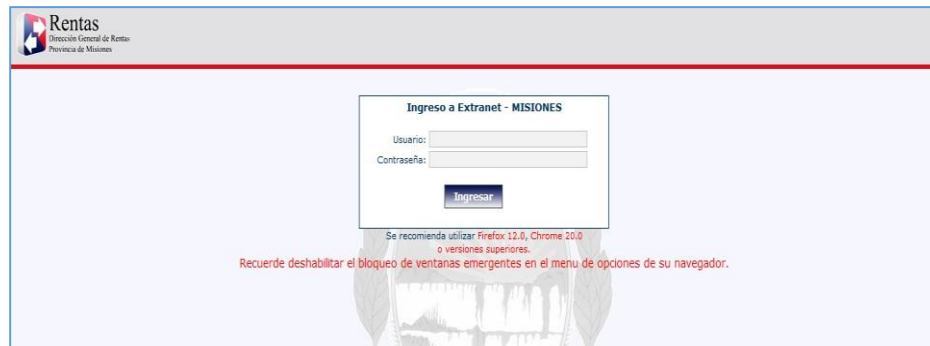 Rentas
Dirección General de Rentas
Provincia de Misiones
Ingreso a Extranet - MISIONES
Usuario:
Contraseña:
Ingresar
Se recomienda utilizar Firefox 12.0, Chrome 20.0
o versiones superiores.
Recuerde deshabilitar el bloqueo de ventanas emergentes en el menu de opciones de su navegador.